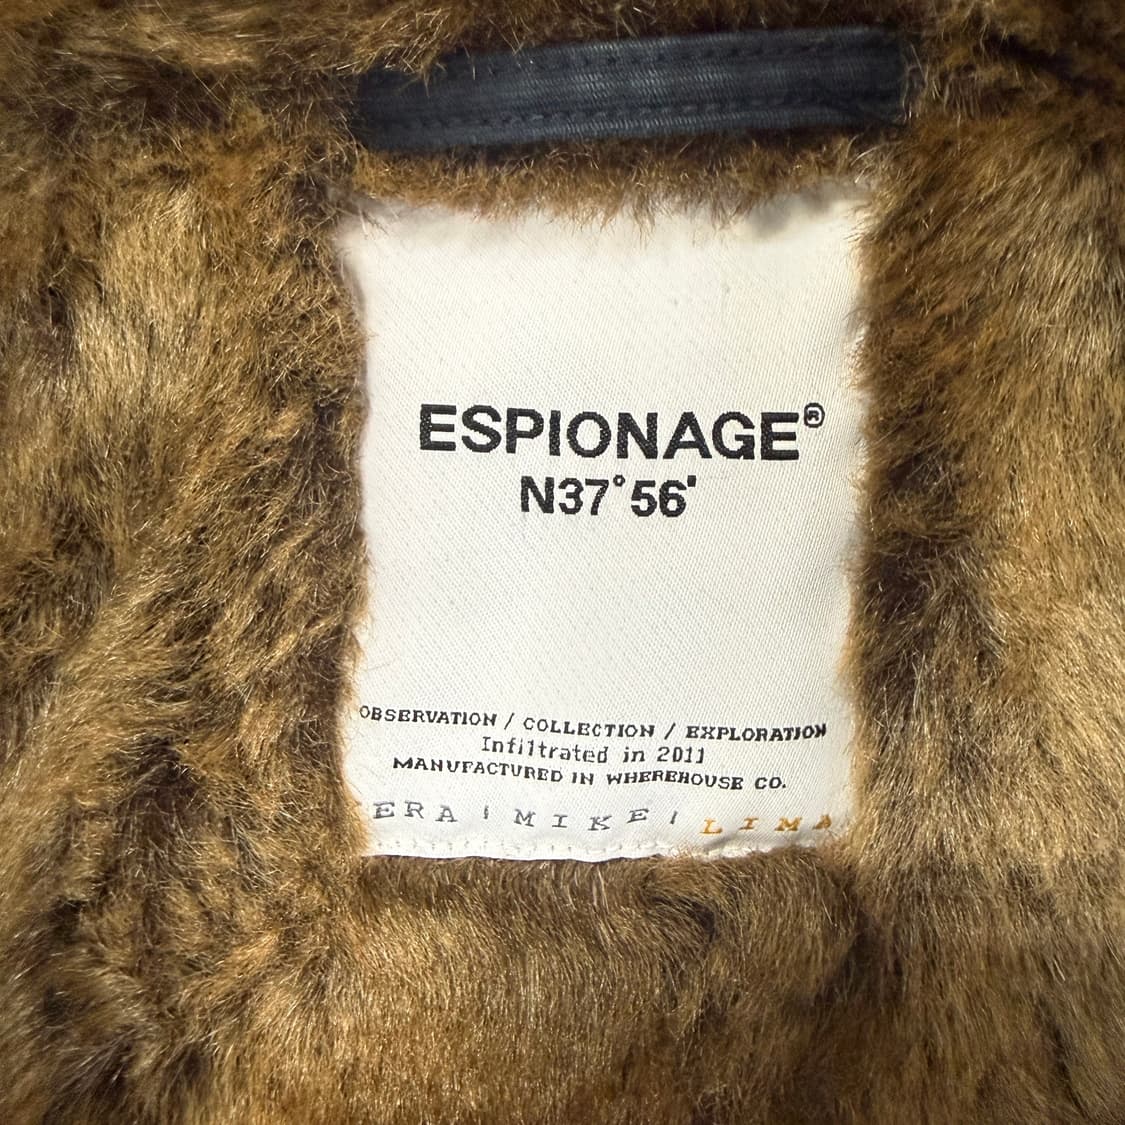 ESPIONAGE®
N37°56'
OBSERVATION / COLLECTION / EXPLORATION
Infiltrated in 2011
MANUFACTURED IN WHEREHOUSE CO.
ERA | MIKE | LIMA